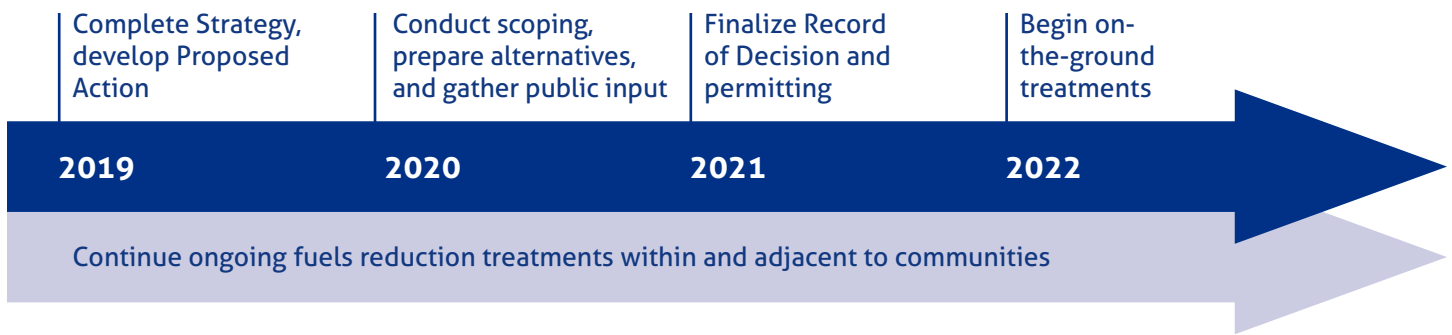 Complete Strategy,
develop Proposed
Action
Conduct scoping,
prepare alternatives,
and gather public input
Finalize Record
of Decision and
permitting
Begin on-
the-ground
treatments
2019
2020
2021
2022
Continue ongoing fuels reduction treatments within and adjacent to communities